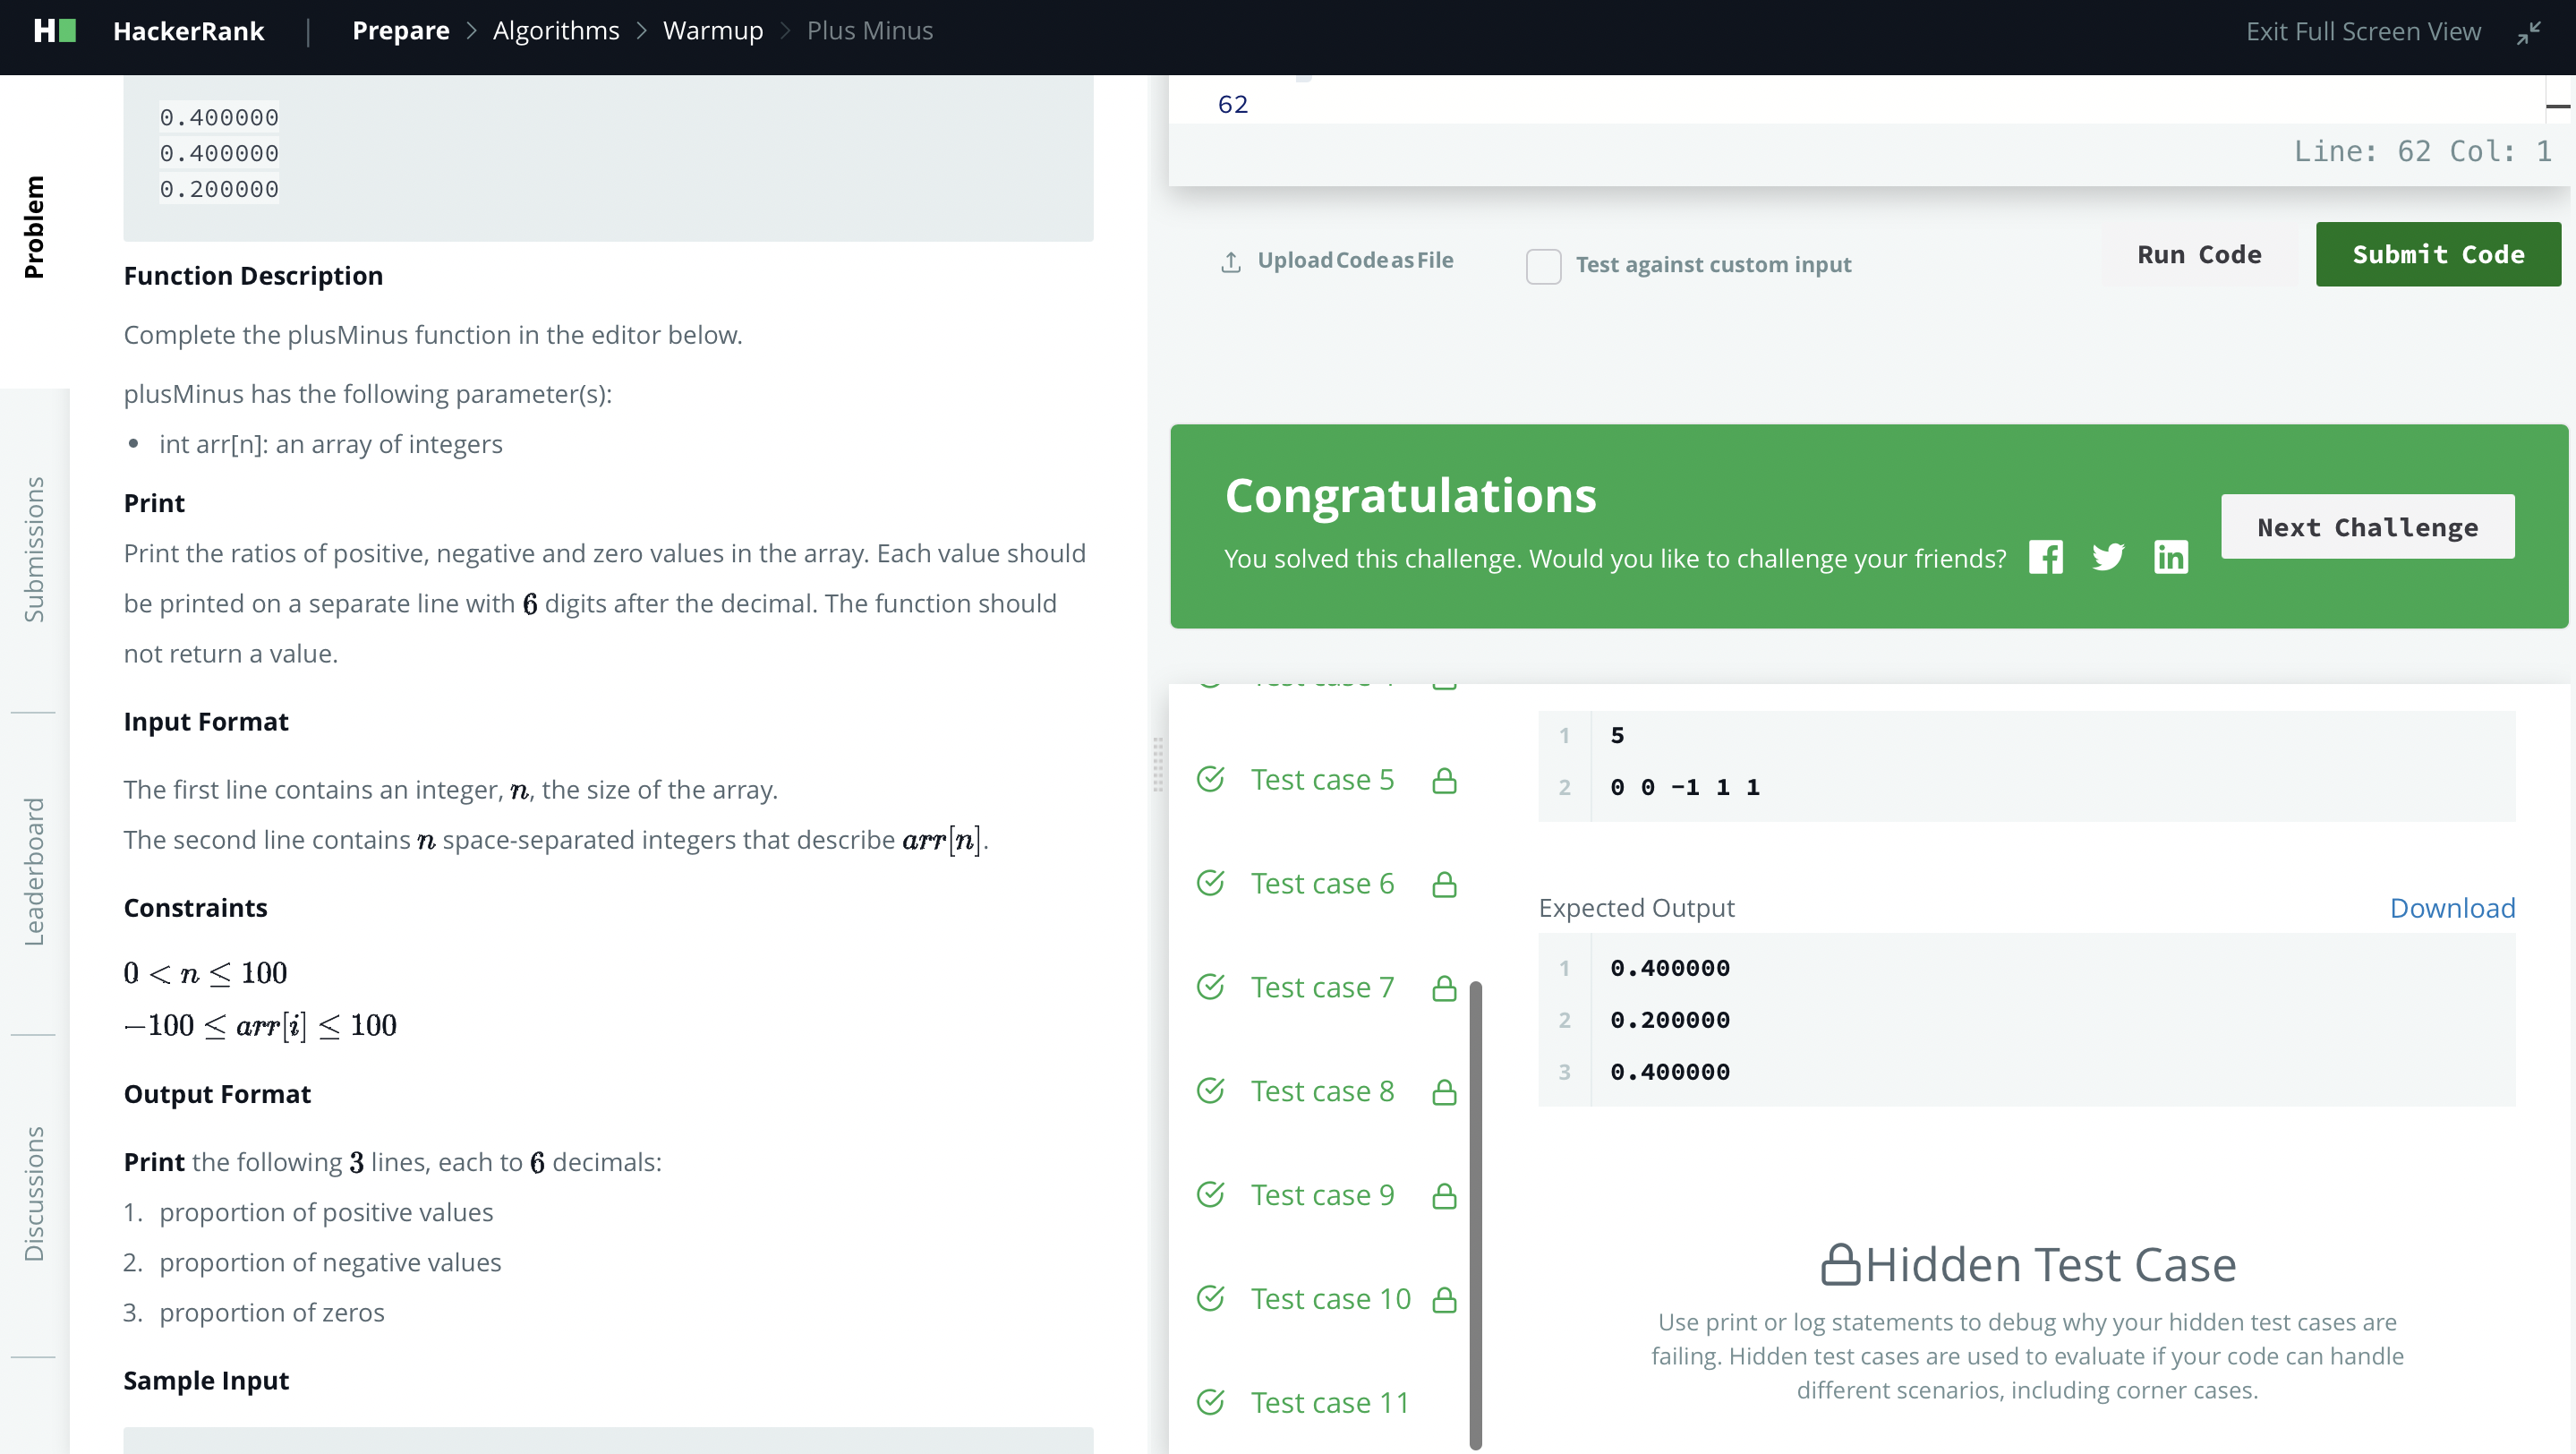 HackerRank | Prepare > Algorithms > Warmup > Plus Minus
Exit Full Screen View
Problem
Submissions
Leaderboard
Discussions
0.400000
0.400000
0.200000
Function Description
Complete the plusMinus function in the editor below.
plusMinus has the following parameter(s):
• int arr[n]: an array of integers
Print
Print the ratios of positive, negative and zero values in the array. Each value should
be printed on a separate line with 6 digits after the decimal. The function should
not return a value.
Input Format
The first line contains an integer, n, the size of the array.
The second line contains n space-separated integers that describe arr[n].
Constraints
0 < n ≤ 100
−100 ≤ arr[i] ≤ 100
Output Format
Print the following 3 lines, each to 6 decimals:
1. proportion of positive values
2. proportion of negative values
3. proportion of zeros
Sample Input
62
Line: 62 Col: 1
Upload Code as File
Test against custom input
Run Code
Submit Code
Congratulations
You solved this challenge. Would you like to challenge your friends?
Next Challenge
Test case 5
Test case 6
Test case 7
Test case 8
Test case 9
Test case 10
Test case 11
1 5
2 0 0 -1 1 1
Expected Output
Download
1 0.400000
2 0.200000
3 0.400000
Hidden Test Case
Use print or log statements to debug why your hidden test cases are
failing. Hidden test cases are used to evaluate if your code can handle
different scenarios, including corner cases.